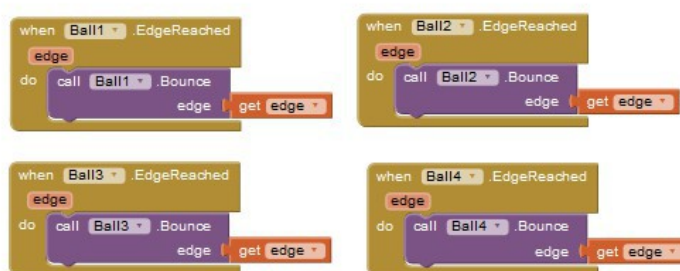 when Ball1 .EdgeReached
edge
do call Ball1 .Bounce
edge get edge
when Ball2 .EdgeReached
edge
do call Ball2 .Bounce
edge get edge
when Ball3 .EdgeReached
edge
do call Ball3 .Bounce
edge get edge
when Ball4 .EdgeReached
edge
do call Ball4 .Bounce
edge get edge